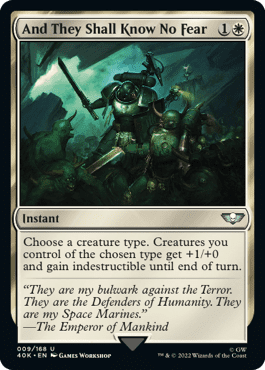 And They Shall Know No Fear 1
Instant
Choose a creature type. Creatures you
control of the chosen type get +1/+0
and gain indestructible until end of turn.
“They are my bulwark against the Terror.
They are the Defenders of Humanity. They
are my Space Marines.”
—The Emperor of Mankind
009/168 U
40K • EN Games Workshop
© GW
™ & © 2022 Wizards of the Coast